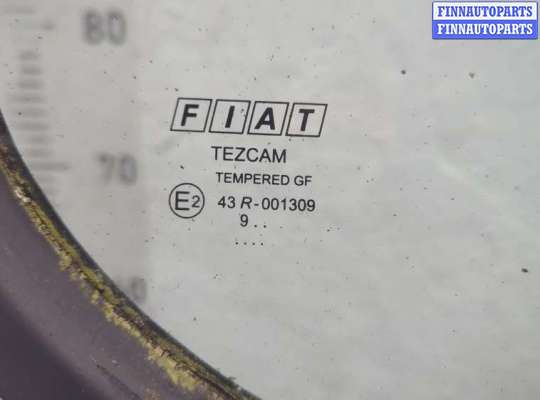 FINNAUTOPARTS
FINNAUTOPARTS
80
FIAT
TEZCAM
70
TEMPERED GF
E2 43 R-001309
9 . .
. . . .